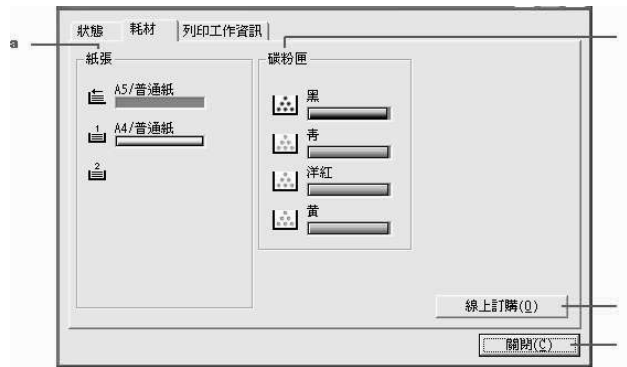 狀態 耗材 列印工作資訊
a
紙張
A5/普通紙
1 A4/普通紙
2
碳粉匣
黑
青
洋紅
黃
線上訂購(O)
關閉(C)